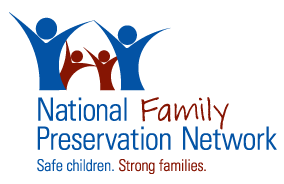 National Family
Preservation Network
Safe children. Strong families.